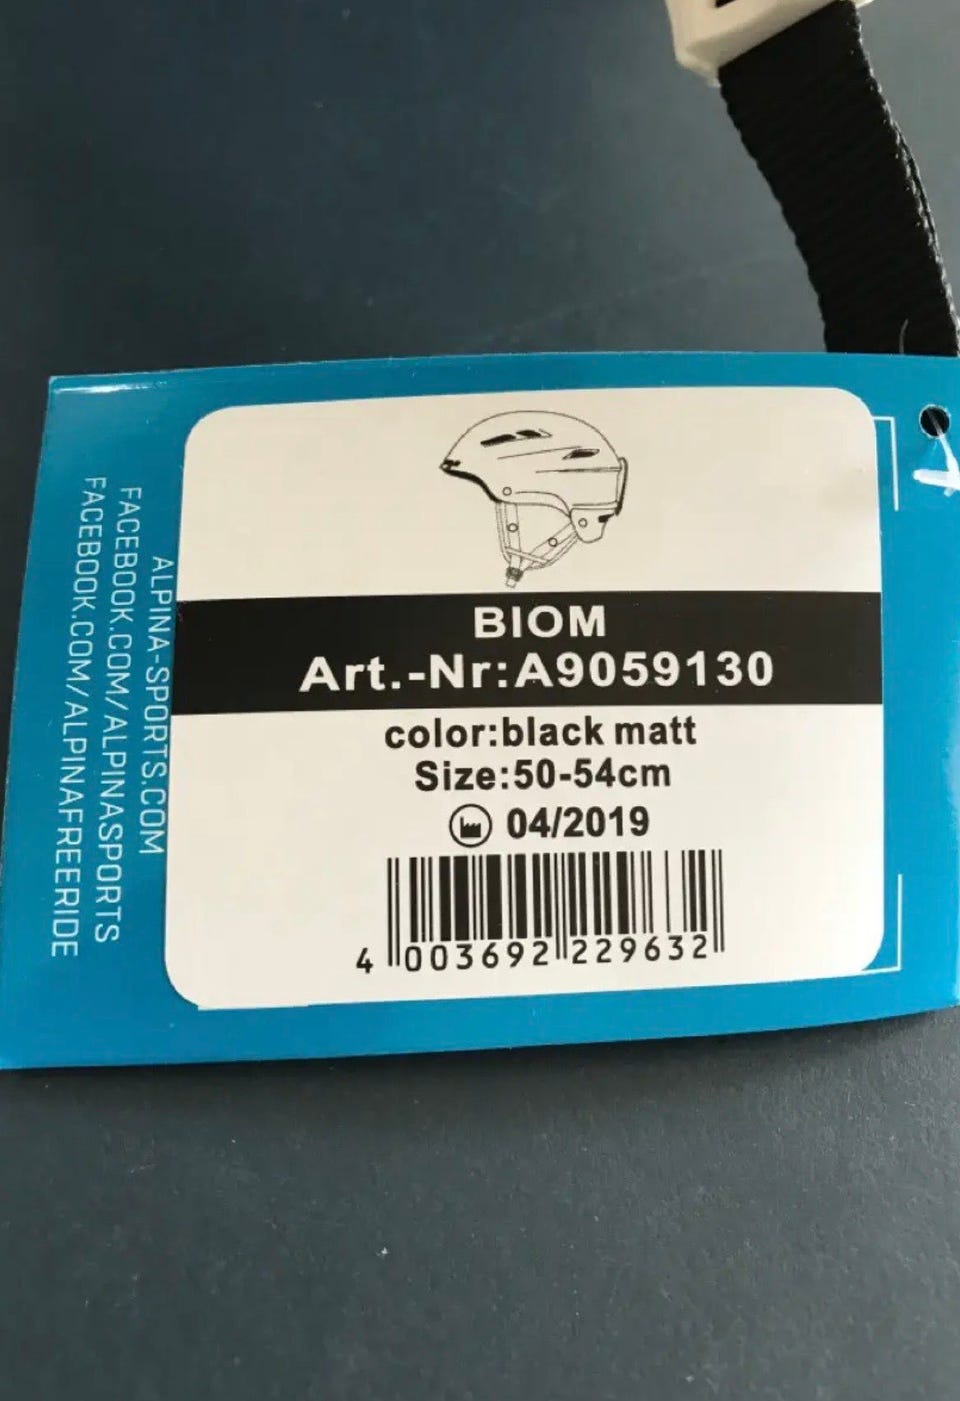 BIOM
Art.-Nr:A9059130
color:black matt
Size:50-54cm
04/2019
4 003692 229632
ALPINA-SPORTS.COM
FACEBOOK.COM/ALPINASPORTS
FACEBOOK.COM/ALPINAFREERIDE